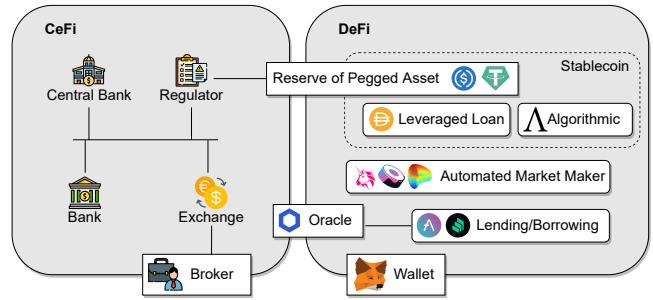 CeFi
DeFi
Central Bank
Regulator
Reserve of Pegged Asset
Stablecoin
Leveraged Loan
Algorithmic
Automated Market Maker
Bank
Exchange
Oracle
Lending/Borrowing
Broker
Wallet